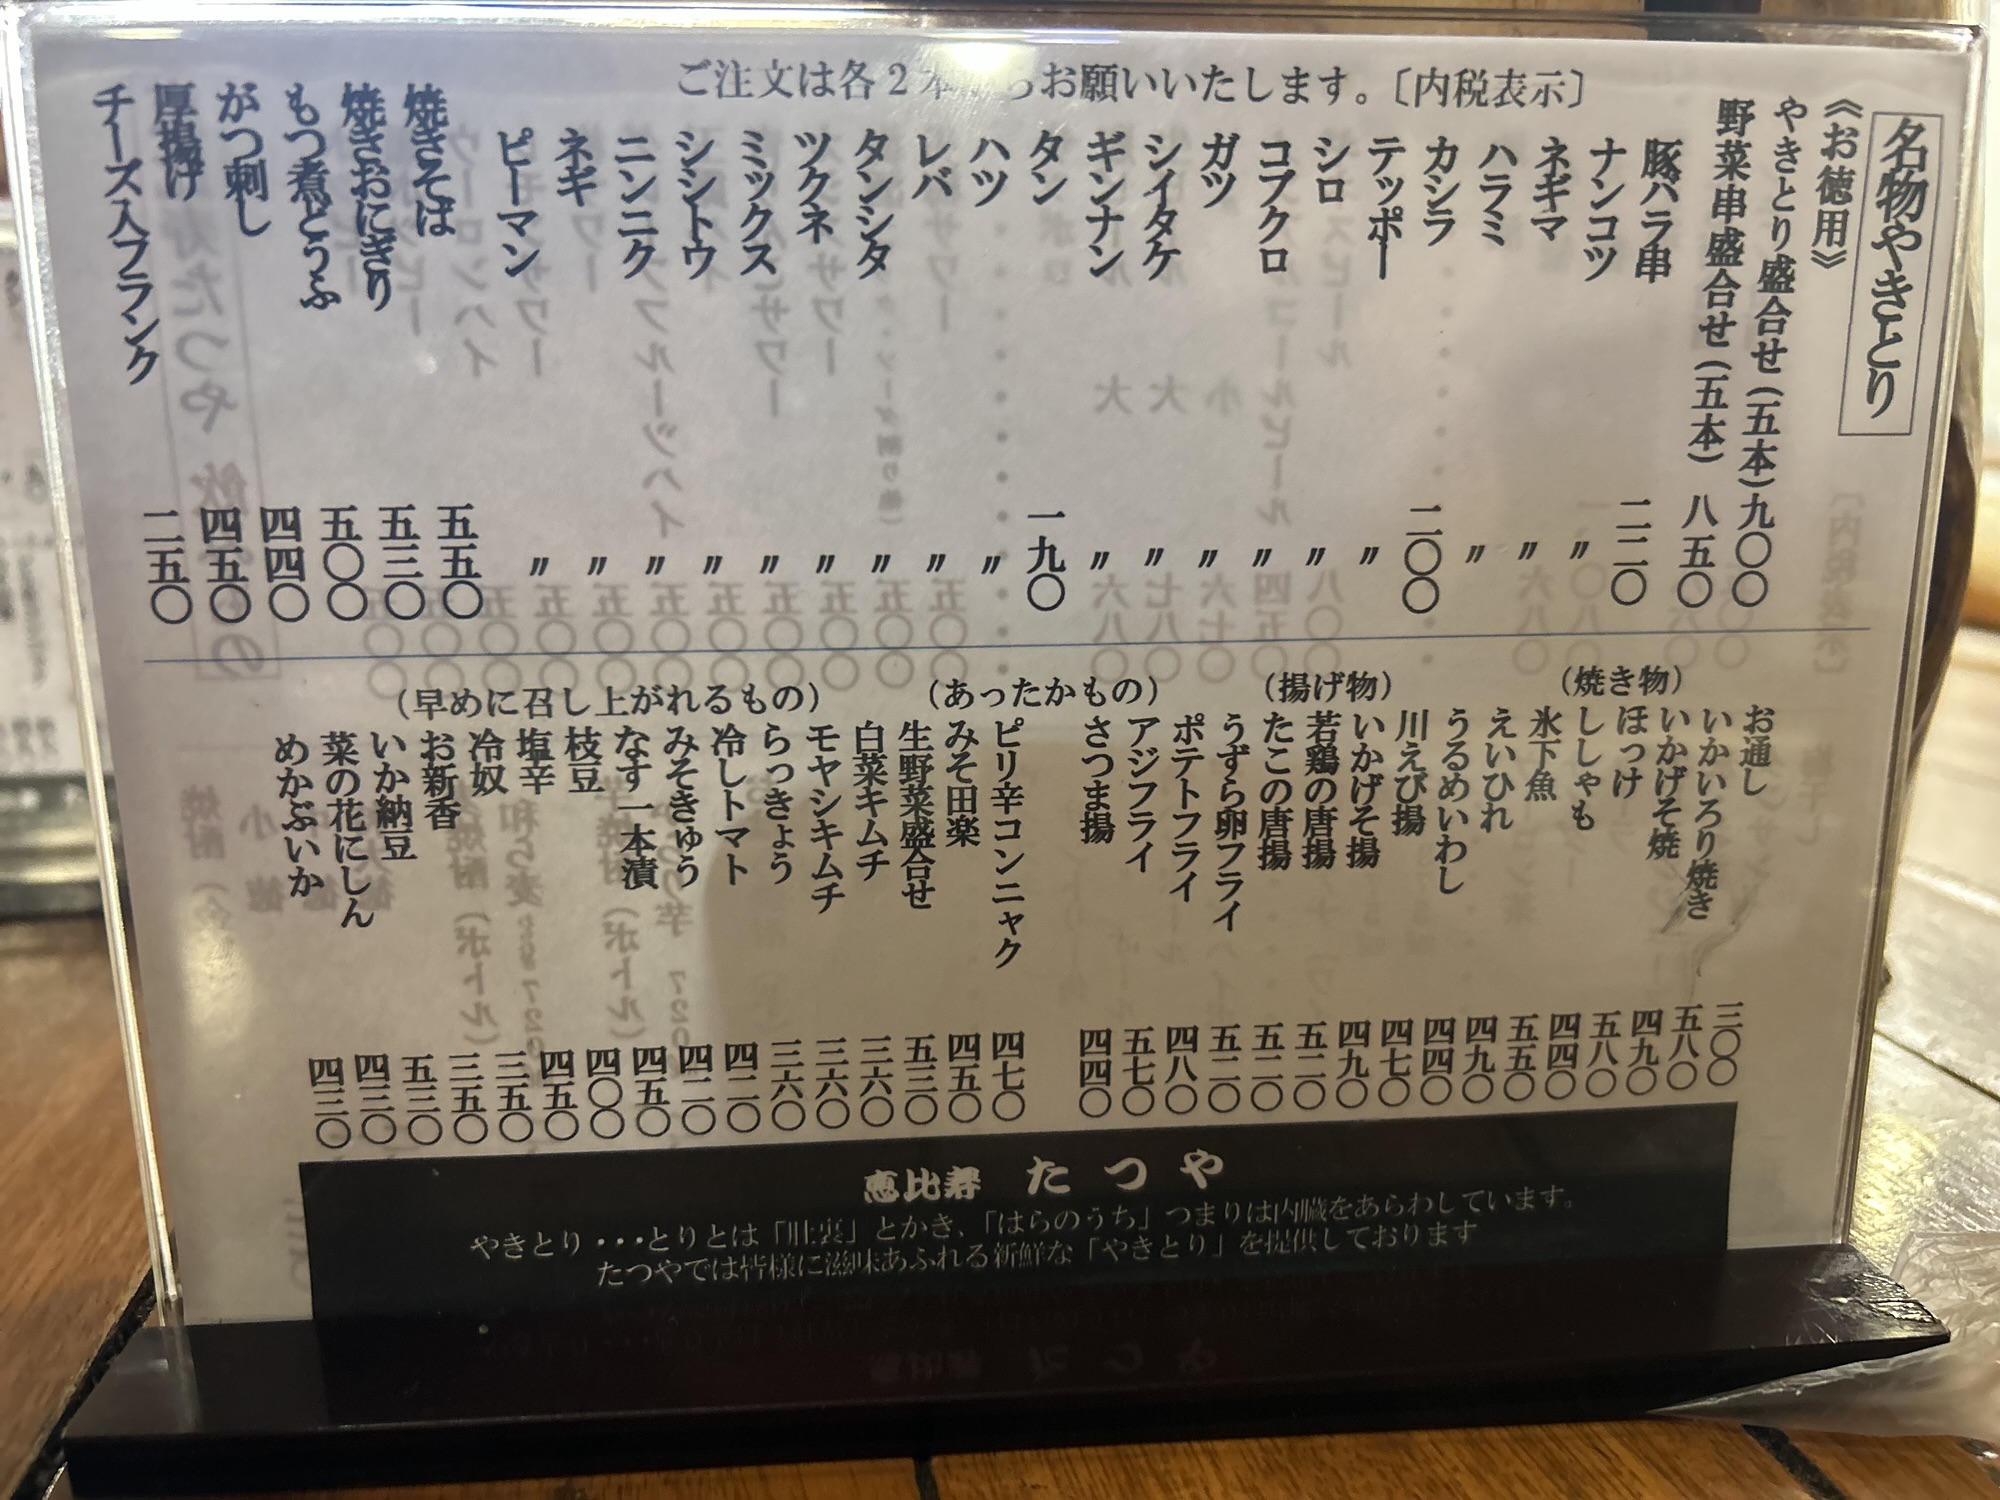 ご注文は各2本からお願いいたします。〔内税表示〕
名物やきとり
《お徳用》
やきとり盛合せ(五本)九〇〇
野菜串盛合せ(五本)八五〇
豚バラ串 二二〇
ナンコツ 〃
ネギマ 〃
ハラミ 〃
カシラ 二〇〇
テッポー 〃
シロ 〃
コブクロ 〃
ガツ 〃
シイタケ 〃
ギンナン 〃
タン 一九〇
ハツ 〃
レバ 〃
タンシタ 〃
ツクネ 〃
ミックス 〃
シシトウ 〃
ニンニク 〃
ネギ 〃
ピーマン 〃
焼きそば 五五〇
焼きおにぎり 五三〇
もつ煮どうふ 五〇〇
がつ刺し 四四〇
厚揚げ 四五〇
チーズ入フランク 二五〇
お通し 三〇〇
(焼き物)
いかいろり焼き 五八〇
いかげそ焼 四九〇
ほっけ 五八〇
ししゃも 四四〇
氷下魚 五五〇
えいひれ 四九〇
うるめいわし 四四〇
(揚げ物)
川えび揚 四七〇
いかげそ揚 四九〇
若鶏の唐揚 五二〇
たこの唐揚 五二〇
うずら卵フライ 五二〇
ポテトフライ 四八〇
アジフライ 五七〇
さつま揚 四四〇
(あったかもの)
ピリ辛コンニャク 四七〇
みそ田楽 四五〇
(早めに召し上がれるもの)
生野菜盛合せ 五三〇
白菜キムチ 三六〇
モヤシキムチ 三六〇
らっきょう 三六〇
冷しトマト 四二〇
みそきゅう 四二〇
なす一本漬 四五〇
枝豆 四〇〇
塩辛 四五〇
冷奴 三五〇
お新香 三五〇
いか納豆 五三〇
菜の花にしん 四三〇
めかぶいか 四三〇
恵比寿 たつや
やきとり・・・とりとは「肚裏」とかき、「はらのうち」つまりは内臓をあらわしています。
たつやでは皆様に滋味あふれる新鮮な「やきとり」を提供しております